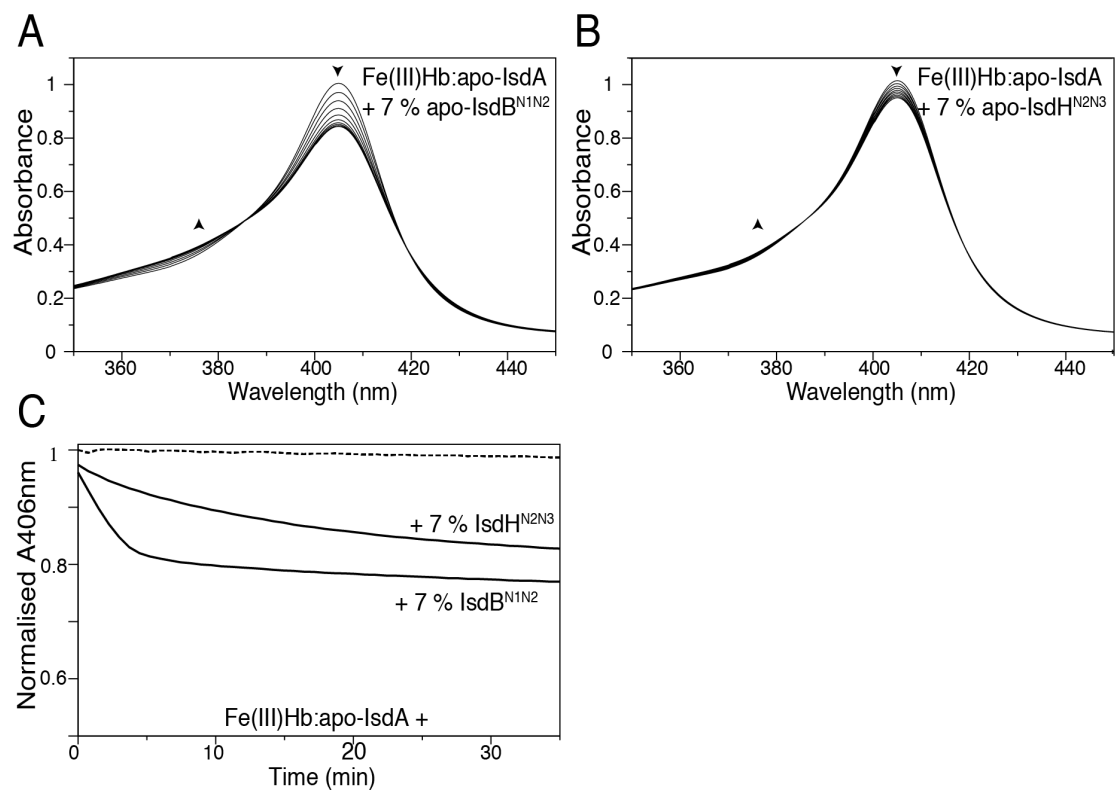 A
Fe(III)Hb:apo-IsdA
+ 7 % apo-IsdB^N1N2
Absorbance
1
0.8
0.6
0.4
0.2
0
360 380 400 420 440
Wavelength (nm)
B
Fe(III)Hb:apo-IsdA
+ 7 % apo-IsdH^N2N3
Absorbance
1
0.8
0.6
0.4
0.2
0
360 380 400 420 440
Wavelength (nm)
C
Normalised A406nm
1
0.8
0.6
+ 7 % IsdH^N2N3
+ 7 % IsdB^N1N2
Fe(III)Hb:apo-IsdA +
0 10 20 30
Time (min)